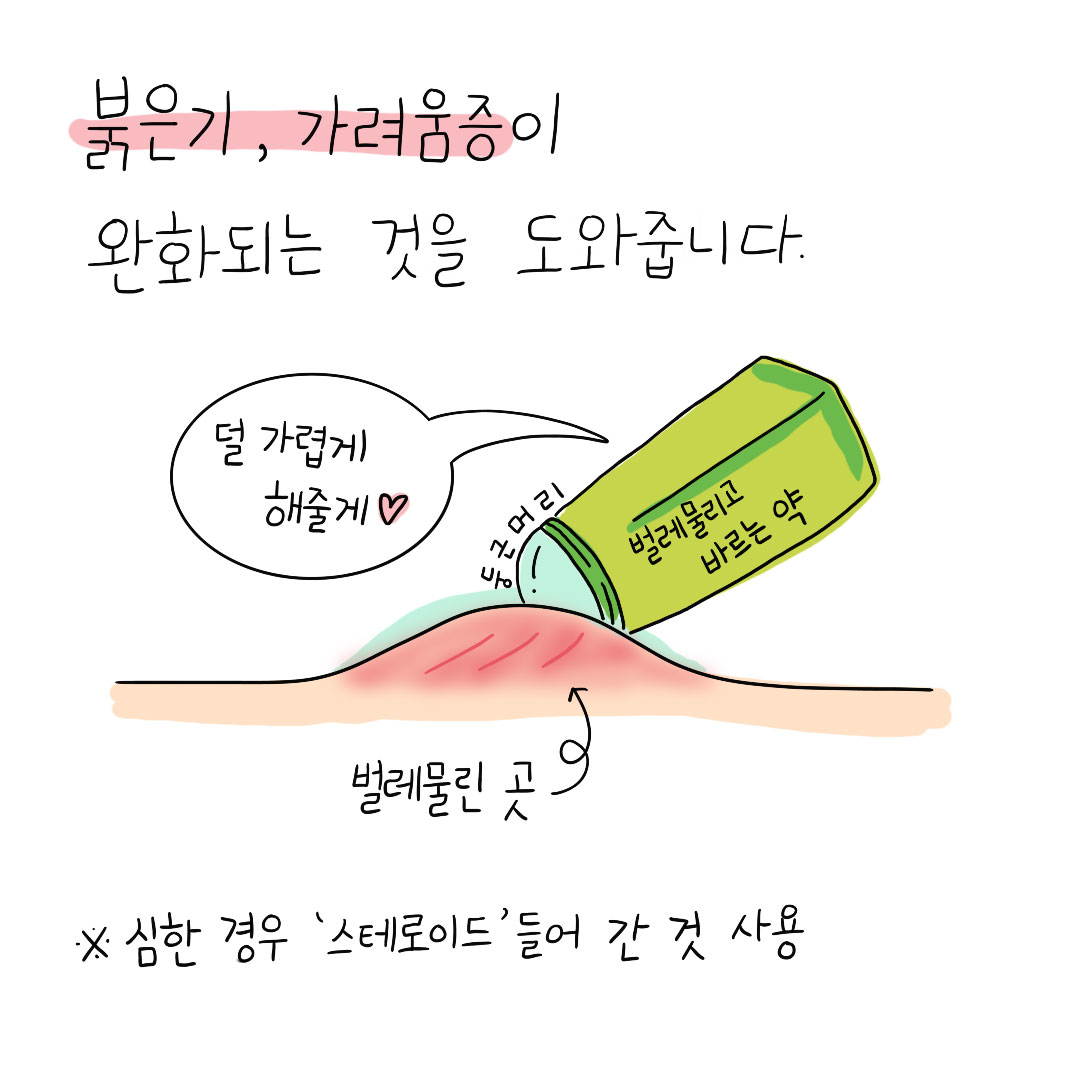 붉은기, 가려움증이
완화되는 것을 도와줍니다.
덜 가렵게
해줄게♡
둥근머리
벌레물리고
바르는 약
벌레물린 곳
※ 심한 경우 ‘스테로이드’ 들어 간 것 사용